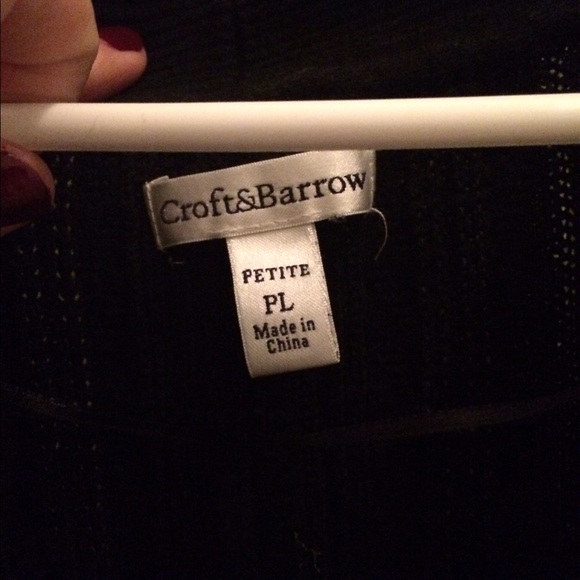 Croft&Barrow
PETITE
PL
Made in
China